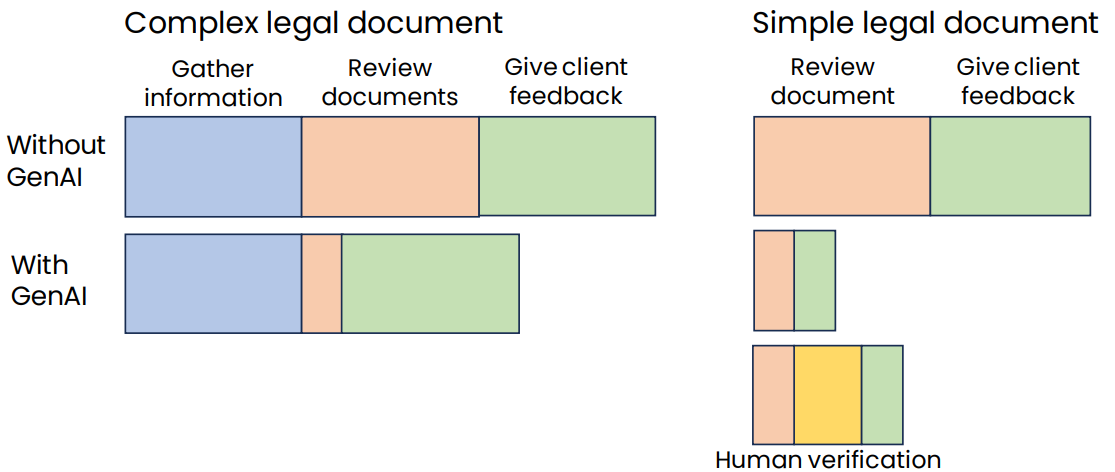 Complex legal document
Simple legal document
Gather
information
Review
documents
Give client
feedback
Review
document
Give client
feedback
Without
GenAI
With
GenAI
Human verification